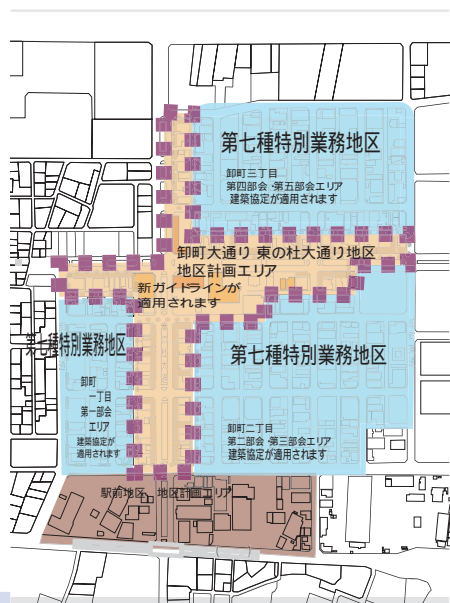 第七種特別業務地区
卸町三丁目
第四部会・第五部会エリア
建築協定が適用されます
卸町大通り 東の杜大通り地区
地区計画エリア
新ガイドラインが
適用されます
第七種特別業務地区
卸町
一丁目
第一部会
エリア
建築協定が
適用されます
第七種特別業務地区
卸町二丁目
第二部会・第三部会エリア
建築協定が適用されます
駅前地区 地区計画エリア